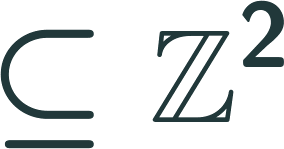 ⊆ ℤ²